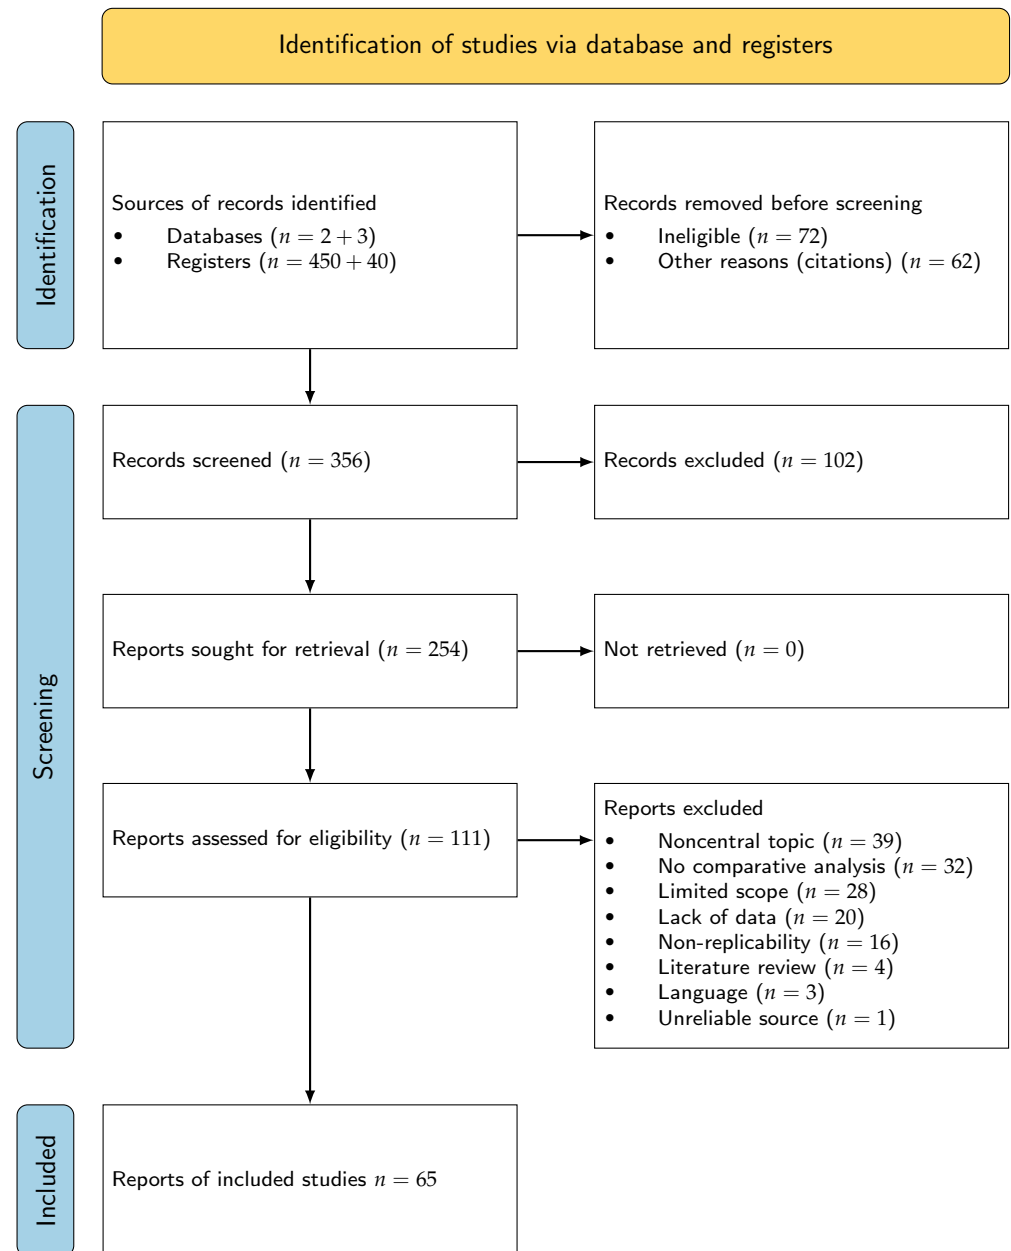 Identification of studies via database and registers
Identification
Sources of records identified
• Databases (n = 2 + 3)
• Registers (n = 450 + 40)
Records removed before screening
• Ineligible (n = 72)
• Other reasons (citations) (n = 62)
Screening
Records screened (n = 356)
Records excluded (n = 102)
Reports sought for retrieval (n = 254)
Not retrieved (n = 0)
Reports assessed for eligibility (n = 111)
Reports excluded
• Noncentral topic (n = 39)
• No comparative analysis (n = 32)
• Limited scope (n = 28)
• Lack of data (n = 20)
• Non-replicability (n = 16)
• Literature review (n = 4)
• Language (n = 3)
• Unreliable source (n = 1)
Included
Reports of included studies n = 65